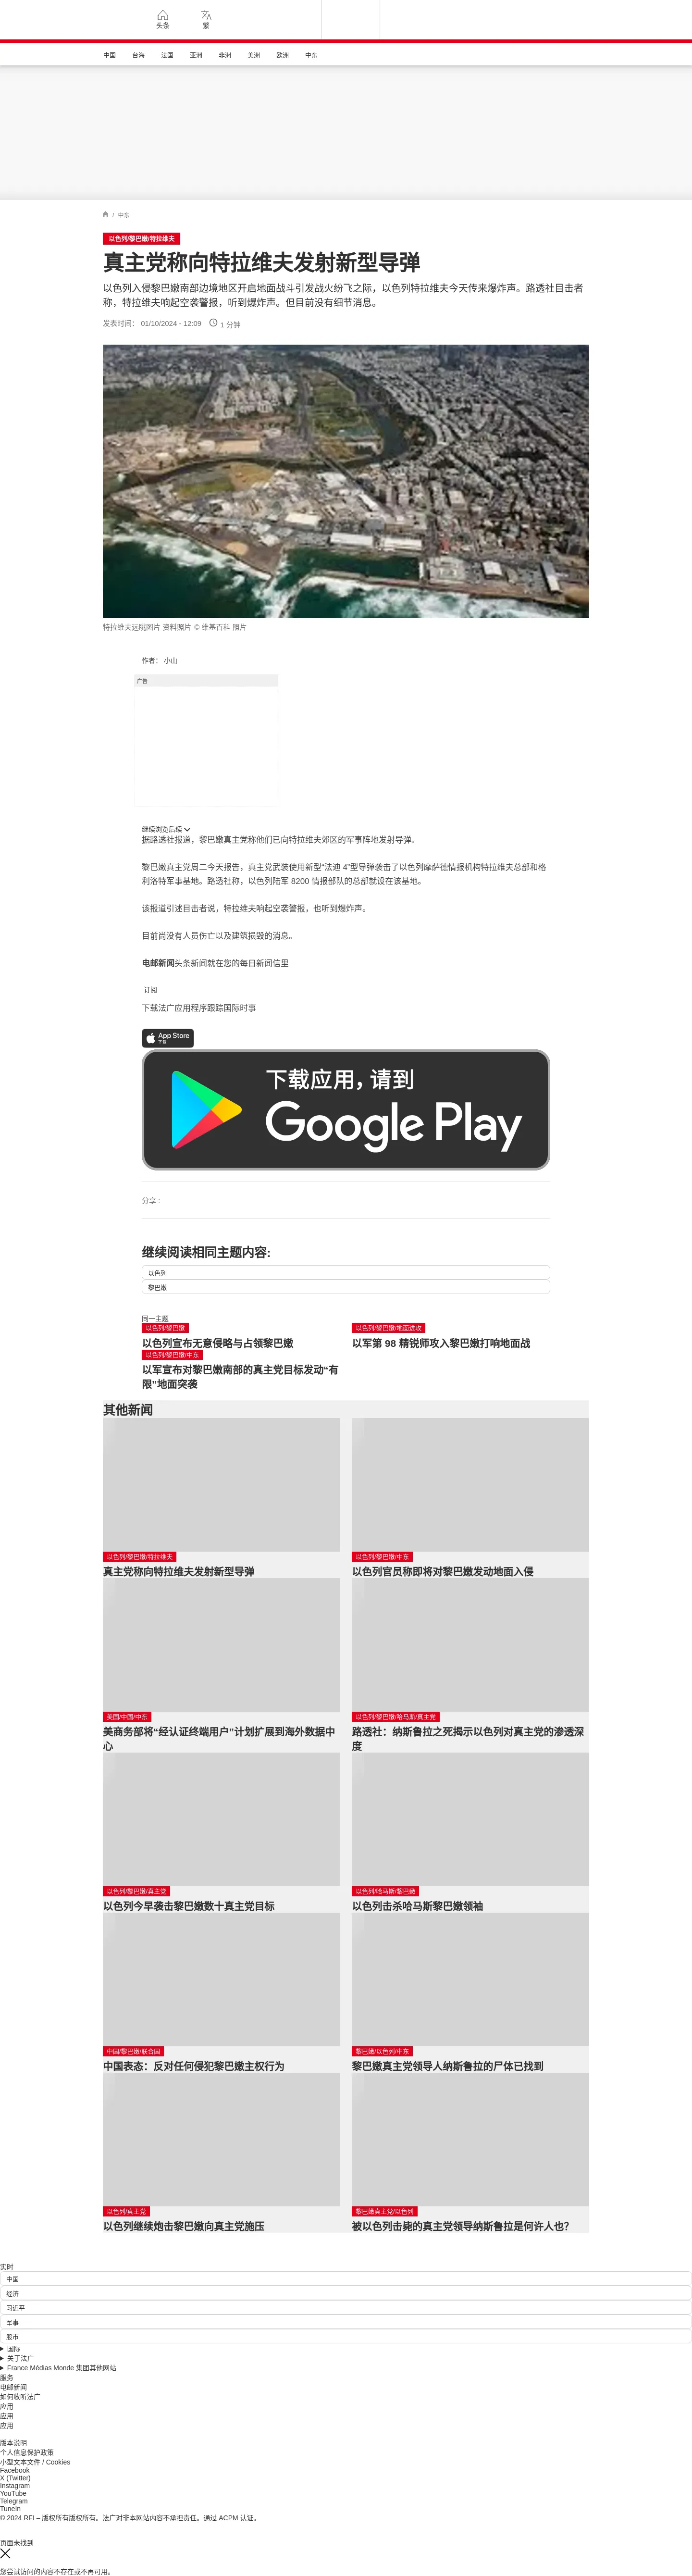 头条
繁
中国
台海
法国
亚洲
非洲
美洲
欧洲
中东
/ 中东
以色列/黎巴嫩/特拉维夫
真主党称向特拉维夫发射新型导弹
以色列入侵黎巴嫩南部边境地区开启地面战斗引发战火纷飞之际，以色列特拉维夫今天传来爆炸声。路透社目击者
称，特拉维夫响起空袭警报，听到爆炸声。但目前没有细节消息。
发表时间： 01/10/2024 - 12:09
1 分钟
特拉维夫远眺图片 资料照片 © 维基百科 照片
作者： 小山
广告
继续浏览后续
据路透社报道，黎巴嫩真主党称他们已向特拉维夫郊区的军事阵地发射导弹。
黎巴嫩真主党周二今天报告，真主党武装使用新型“法迪 4”型导弹袭击了以色列摩萨德情报机构特拉维夫总部和格
利洛特军事基地。路透社称，以色列陆军 8200 情报部队的总部就设在该基地。
该报道引述目击者说，特拉维夫响起空袭警报，也听到爆炸声。
目前尚没有人员伤亡以及建筑损毁的消息。
电邮新闻头条新闻就在您的每日新闻信里
订阅
下载法广应用程序跟踪国际时事
App Store
下载
下载应用，请到
Google Play
分享 :
继续阅读相同主题内容:
以色列
黎巴嫩
同一主题
以色列/黎巴嫩
以色列宣布无意侵略与占领黎巴嫩
以色列/黎巴嫩/地面进攻
以军第 98 精锐师攻入黎巴嫩打响地面战
以色列/黎巴嫩/中东
以军宣布对黎巴嫩南部的真主党目标发动“有
限”地面突袭
其他新闻
以色列/黎巴嫩/特拉维夫
真主党称向特拉维夫发射新型导弹
以色列/黎巴嫩/中东
以色列官员称即将对黎巴嫩发动地面入侵
美国/中国/中东
美商务部将“经认证终端用户”计划扩展到海外数据中
心
以色列/黎巴嫩/哈马斯/真主党
路透社：纳斯鲁拉之死揭示以色列对真主党的渗透深
度
以色列/黎巴嫩/真主党
以色列今早袭击黎巴嫩数十真主党目标
以色列/哈马斯/黎巴嫩
以色列击杀哈马斯黎巴嫩领袖
中国/黎巴嫩/联合国
中国表态：反对任何侵犯黎巴嫩主权行为
黎巴嫩/以色列/中东
黎巴嫩真主党领导人纳斯鲁拉的尸体已找到
以色列/真主党
以色列继续炮击黎巴嫩向真主党施压
黎巴嫩真主党/以色列
被以色列击毙的真主党领导纳斯鲁拉是何许人也？
实时
中国
经济
习近平
军事
股市
国际
关于法广
France Médias Monde 集团其他网站
服务
电邮新闻
如何收听法广
应用
应用
应用
版本说明
个人信息保护政策
小型文本文件 / Cookies
Facebook
X (Twitter)
Instagram
YouTube
Telegram
TuneIn
© 2024 RFI – 版权所有版权所有。法广对非本网站内容不承担责任。通过 ACPM 认证。
页面未找到
您尝试访问的内容不存在或不再可用。